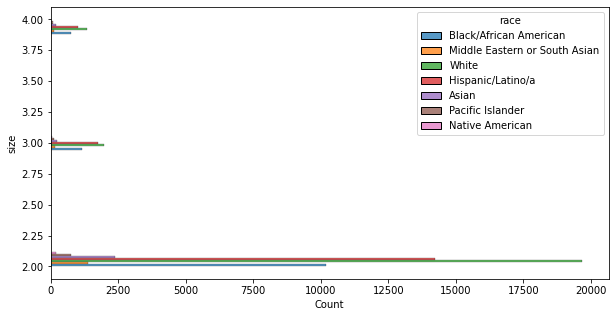 4.00
3.75
3.50
3.25
3.00
2.75
2.50
2.25
2.00
size
0 2500 5000 7500 10000 12500 15000 17500 20000
Count
race
Black/African American
Middle Eastern or South Asian
White
Hispanic/Latino/a
Asian
Pacific Islander
Native American